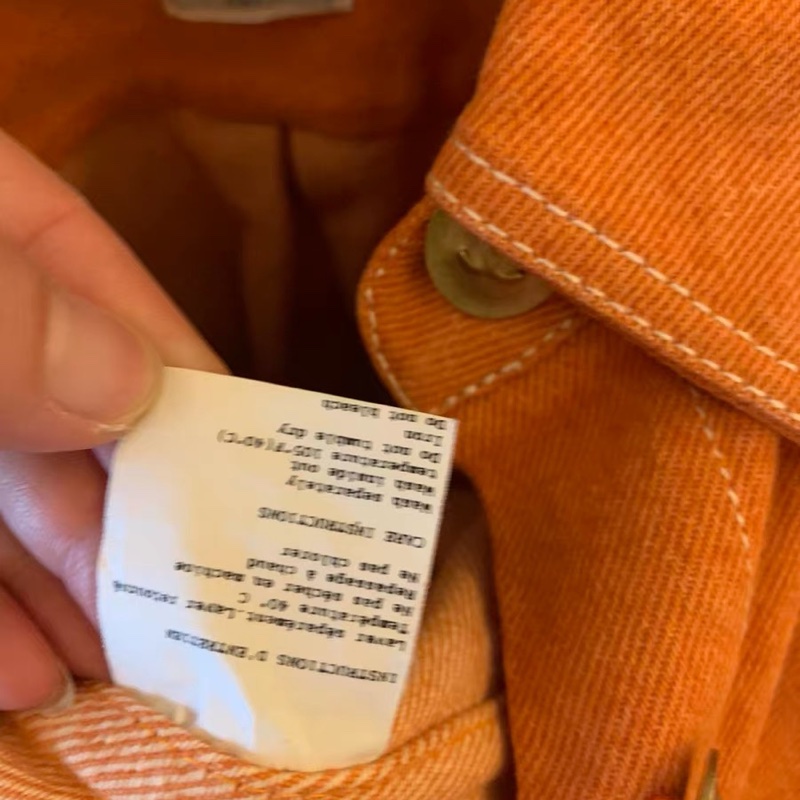 INSTRUCTIONS D'ENTRETIEN
Laver séparément. Laver retourné
Température 40° C
Ne pas sécher en machine
Repassage à chaud
Ne pas chlorer
CARE INSTRUCTIONS
Wash separately
Wash inside out
temperature 105°F(40°C)
Do not tumble dry
Iron
Do not bleach